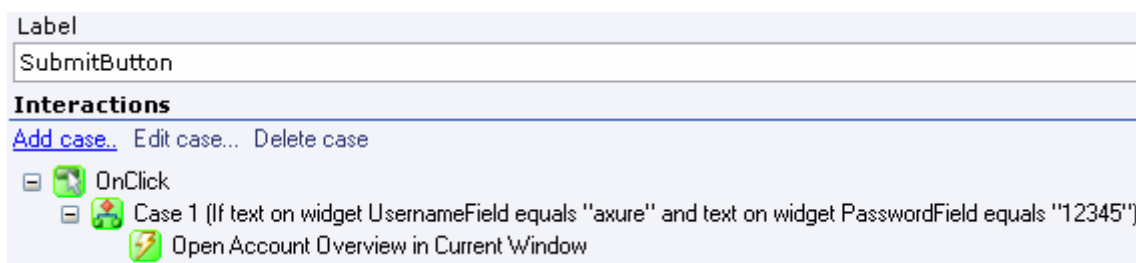 Label
SubmitButton
Interactions
Add case.. Edit case... Delete case
OnClick
Case 1 (If text on widget UsernameField equals "axure" and text on widget PasswordField equals "12345")
Open Account Overview in Current Window